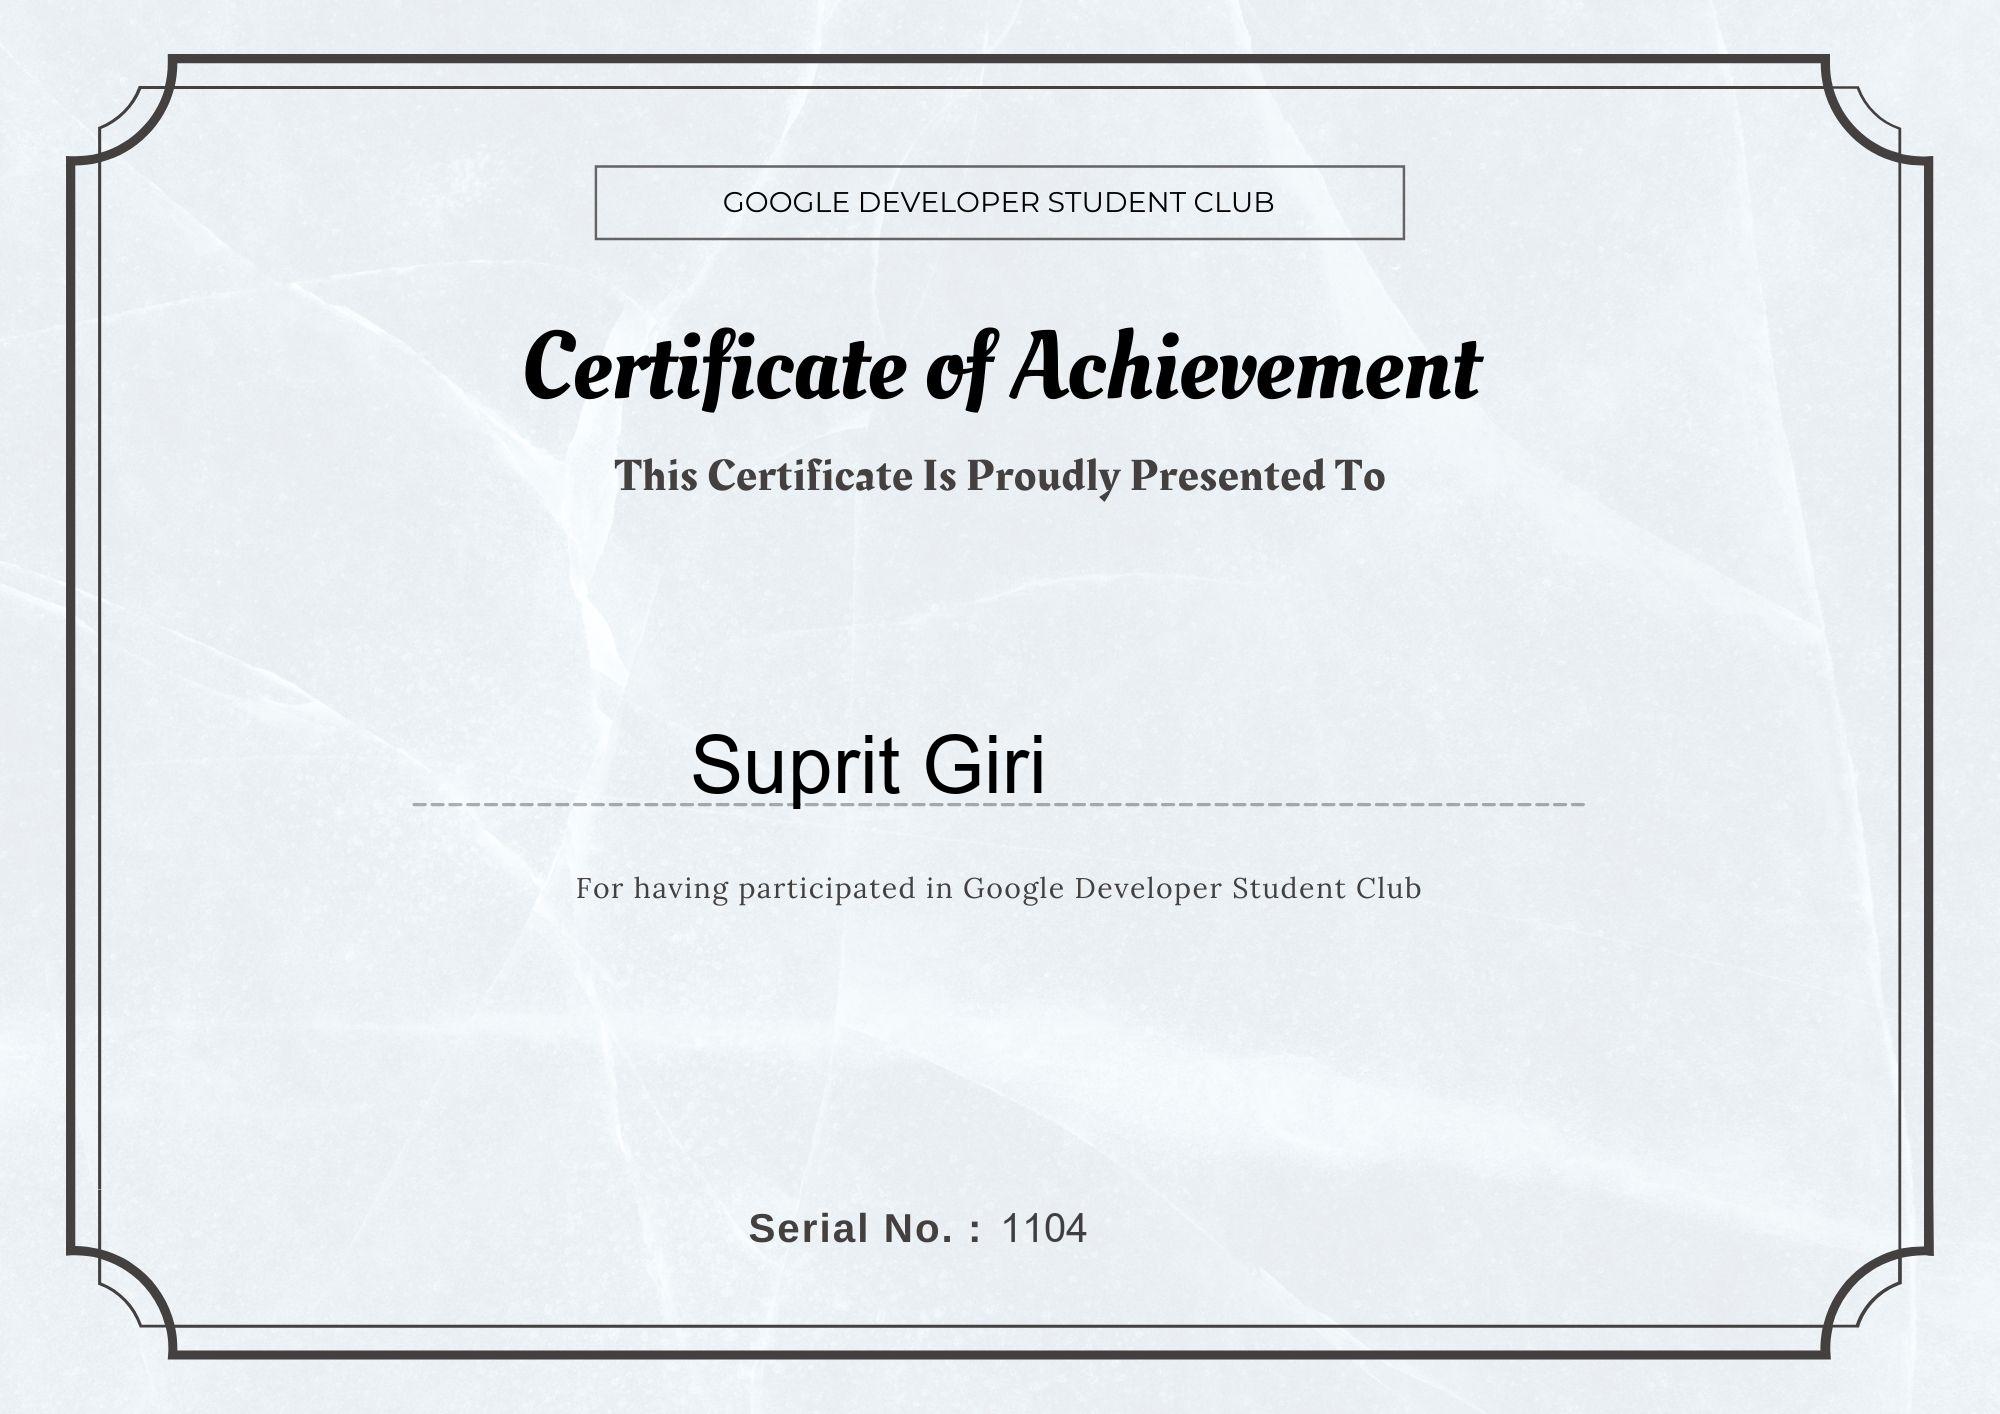 GOOGLE DEVELOPER STUDENT CLUB
Certificate of Achievement
This Certificate Is Proudly Presented To
Suprit Giri
For having participated in Google Developer Student Club
Serial No. : 1104